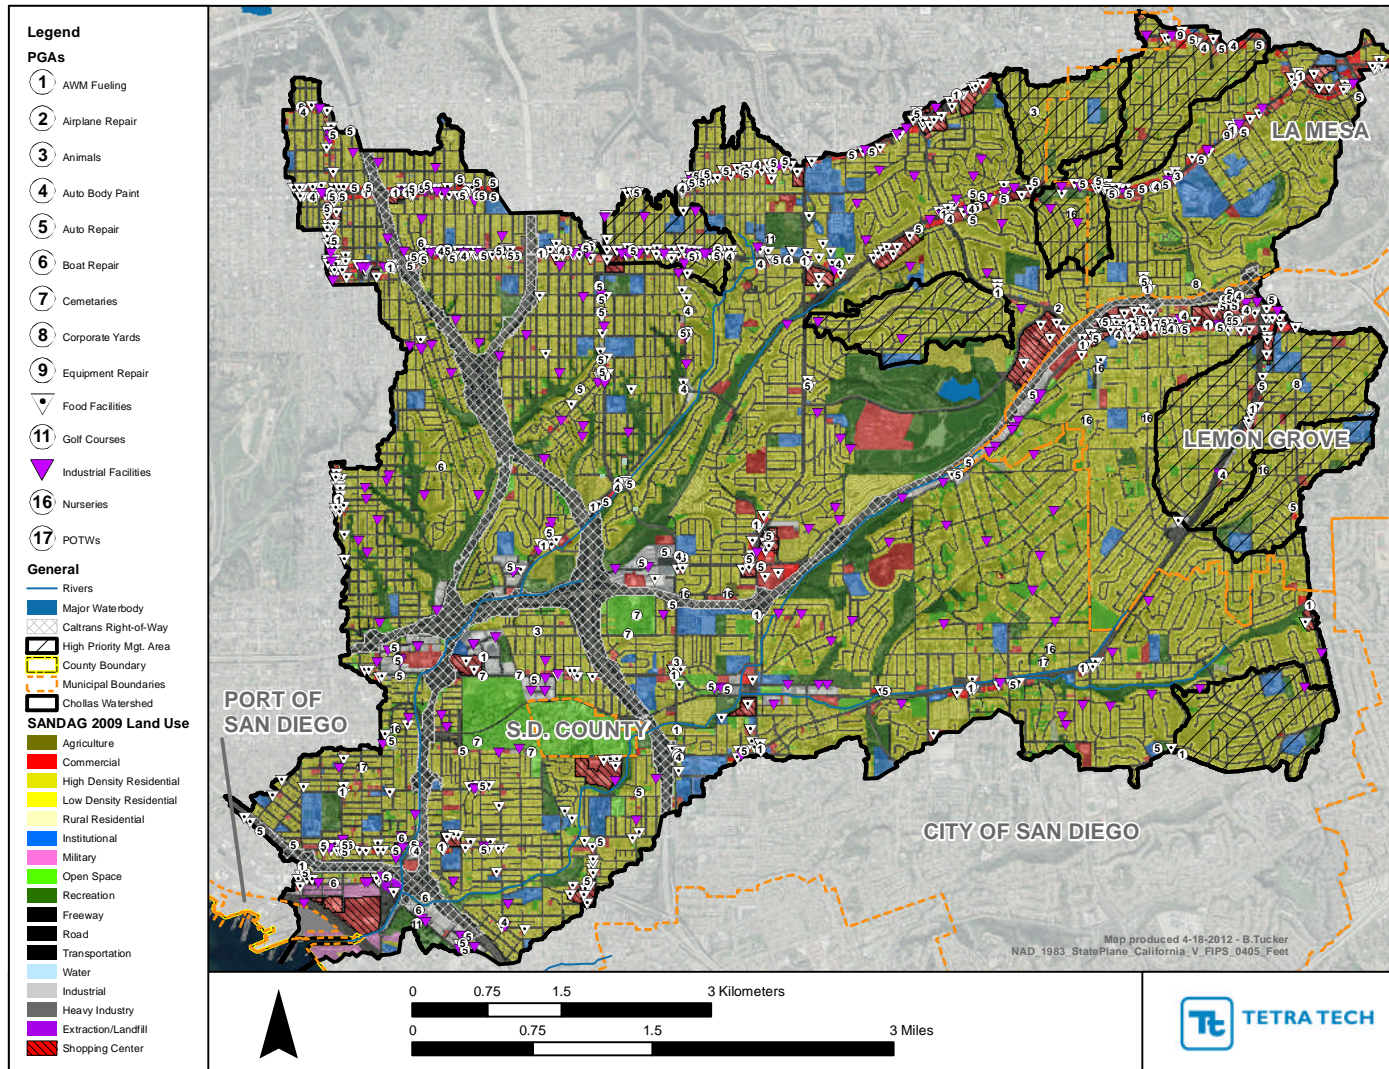 Legend
PGAs
1 AWM Fueling
2 Airplane Repair
3 Animals
4 Auto Body Paint
5 Auto Repair
6 Boat Repair
7 Cemetaries
8 Corporate Yards
9 Equipment Repair
Food Facilities
11 Golf Courses
Industrial Facilities
16 Nurseries
17 POTWs
General
Rivers
Major Waterbody
Caltrans Right-of-Way
High Priority Mgt. Area
County Boundary
Municipal Boundaries
Chollas Watershed
SANDAG 2009 Land Use
Agriculture
Commercial
High Density Residential
Low Density Residential
Rural Residential
Institutional
Military
Open Space
Recreation
Freeway
Road
Transportation
Water
Industrial
Heavy Industry
Extraction/Landfill
Shopping Center
LA MESA
LEMON GROVE
PORT OF
SAN DIEGO
S.D. COUNTY
CITY OF SAN DIEGO
Map produced 4-18-2012 - B.Tucker
NAD_1983_StatePlane_California_V_FIPS_0405_Feet
0 0.75 1.5 3 Kilometers
0 0.75 1.5 3 Miles
Tt TETRA TECH